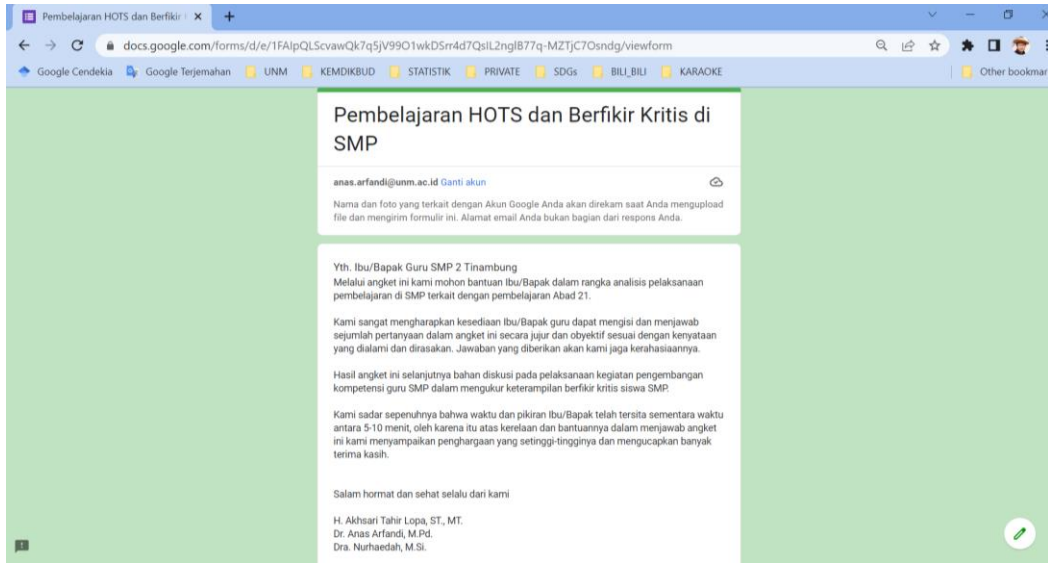 Pembelajaran HOTS dan Berfikir
docs.google.com/forms/d/e/1FAIpQLScvawQk7q5jV99O1wkDSrr4d7QsIL2nglB77q-MZTjC7Osndg/viewform
Google Cendekia Google Terjemahan UNM KEMDIKBUD STATISTIK PRIVATE SDGs BILI_BILI KARAOKE Other bookmar
Pembelajaran HOTS dan Berfikir Kritis di
SMP
anas.arfandi@unm.ac.id Ganti akun
Nama dan foto yang terkait dengan Akun Google Anda akan direkam saat Anda mengupload
file dan mengirim formulir ini. Alamat email Anda bukan bagian dari respons Anda.
Yth. Ibu/Bapak Guru SMP 2 Tinambung
Melalui angket ini kami mohon bantuan Ibu/Bapak dalam rangka analisis pelaksanaan
pembelajaran di SMP terkait dengan pembelajaran Abad 21.
Kami sangat mengharapkan kesediaan Ibu/Bapak guru dapat mengisi dan menjawab
sejumlah pertanyaan dalam angket ini secara jujur dan obyektif sesuai dengan kenyataan
yang dialami dan dirasakan. Jawaban yang diberikan akan kami jaga kerahasiaannya.
Hasil angket ini selanjutnya bahan diskusi pada pelaksanaan kegiatan pengembangan
kompetensi guru SMP dalam mengukur keterampilan berfikir kritis siswa SMP.
Kami sadar sepenuhnya bahwa waktu dan pikiran Ibu/Bapak telah tersita sementara waktu
antara 5-10 menit, oleh karena itu atas kerelaan dan bantuannya dalam menjawab angket
ini kami menyampaikan penghargaan yang setinggi-tingginya dan mengucapkan banyak
terima kasih.
Salam hormat dan sehat selalu dari kami
H. Akhsari Tahir Lopa, ST., MT.
Dr. Anas Arfandi, M.Pd.
Dra. Nurhaedah, M.Si.